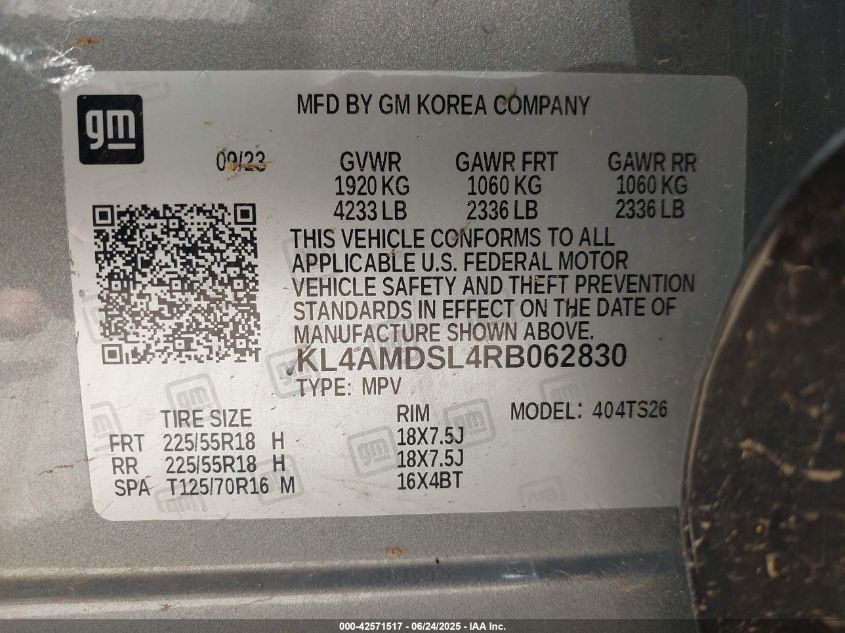 gm
MFD BY GM KOREA COMPANY
09/23 GVWR GAWR FRT GAWR RR
1920 KG 1060 KG 1060 KG
4233 LB 2336 LB 2336 LB
THIS VEHICLE CONFORMS TO ALL
APPLICABLE U.S. FEDERAL MOTOR
VEHICLE SAFETY AND THEFT PREVENTION
STANDARDS IN EFFECT ON THE DATE OF
MANUFACTURE SHOWN ABOVE.
KL4AMDSL4RB062830
TYPE: MPV
TIRE SIZE RIM MODEL: 404TS26
FRT 225/55R18 H 18X7.5J
RR 225/55R18 H 18X7.5J
SPA T125/70R16 M 16X4BT
000-42571517 - 06/24/2025 - IAA Inc.